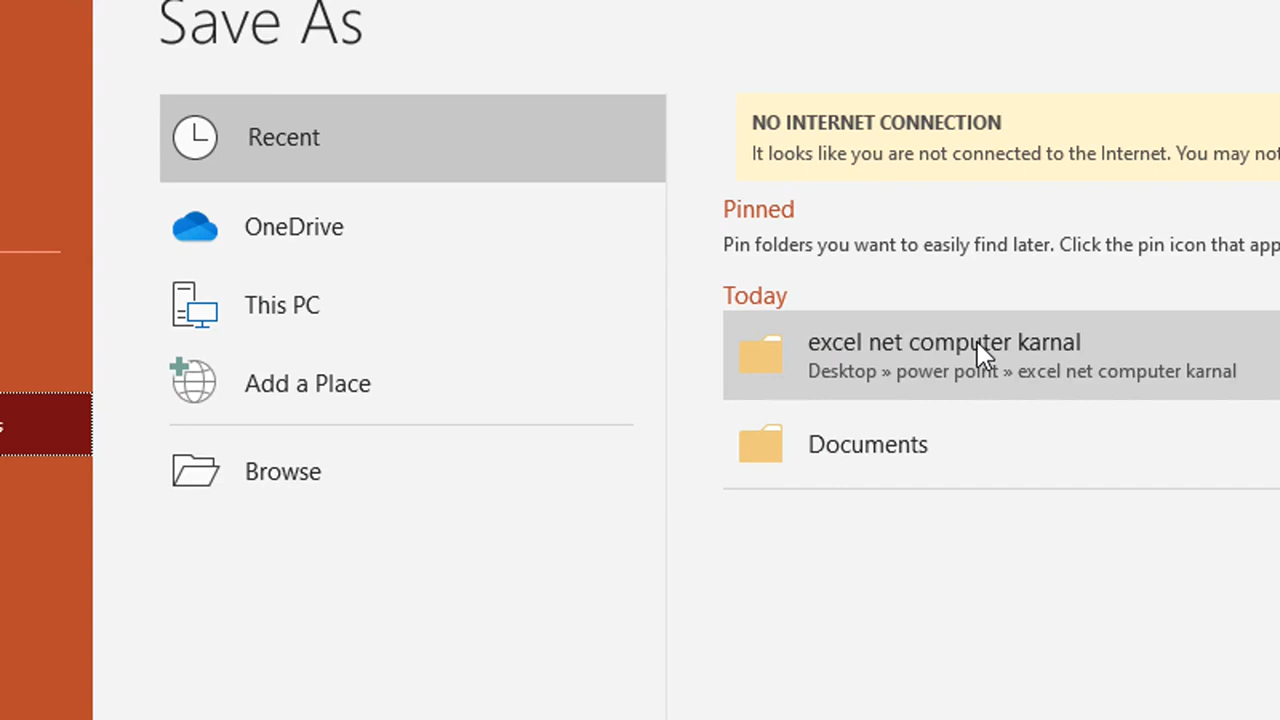 Save As
Recent
OneDrive
This PC
Add a Place
Browse
NO INTERNET CONNECTION
It looks like you are not connected to the Internet. You may not
Pinned
Pin folders you want to easily find later. Click the pin icon that app
Today
excel net computer karnal
Desktop » power point » excel net computer karnal
Documents